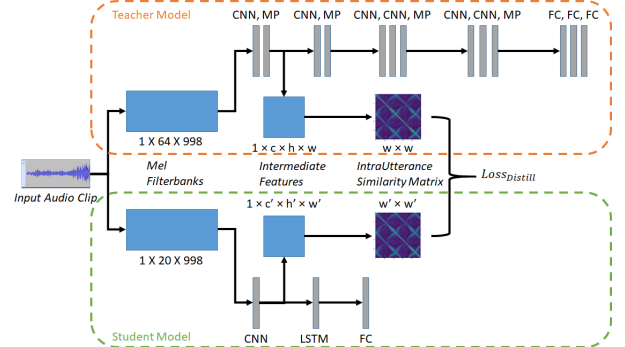 Teacher Model
CNN, MP
CNN, MP
CNN, CNN, MP
CNN, CNN, MP
FC, FC, FC
1 X 64 X 998
1 × c × h × w
w × w
Input Audio Clip
Mel
Filterbanks
Intermediate
Features
IntraUtterance
Similarity Matrix
Loss_Distill
1 × c’ × h’ × w’
w’ × w’
1 X 20 X 998
CNN
LSTM
FC
Student Model